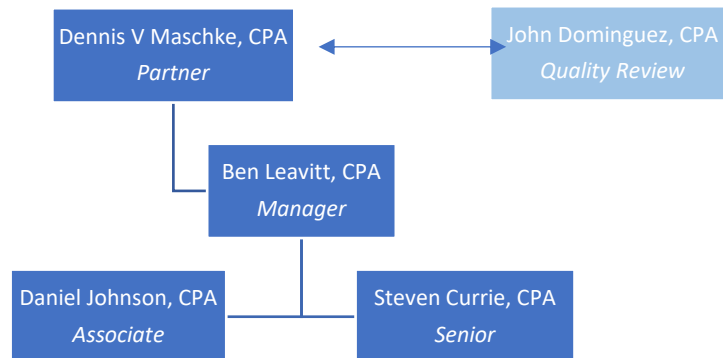 Dennis V Maschke, CPA
Partner
John Dominguez, CPA
Quality Review
Ben Leavitt, CPA
Manager
Daniel Johnson, CPA
Associate
Steven Currie, CPA
Senior